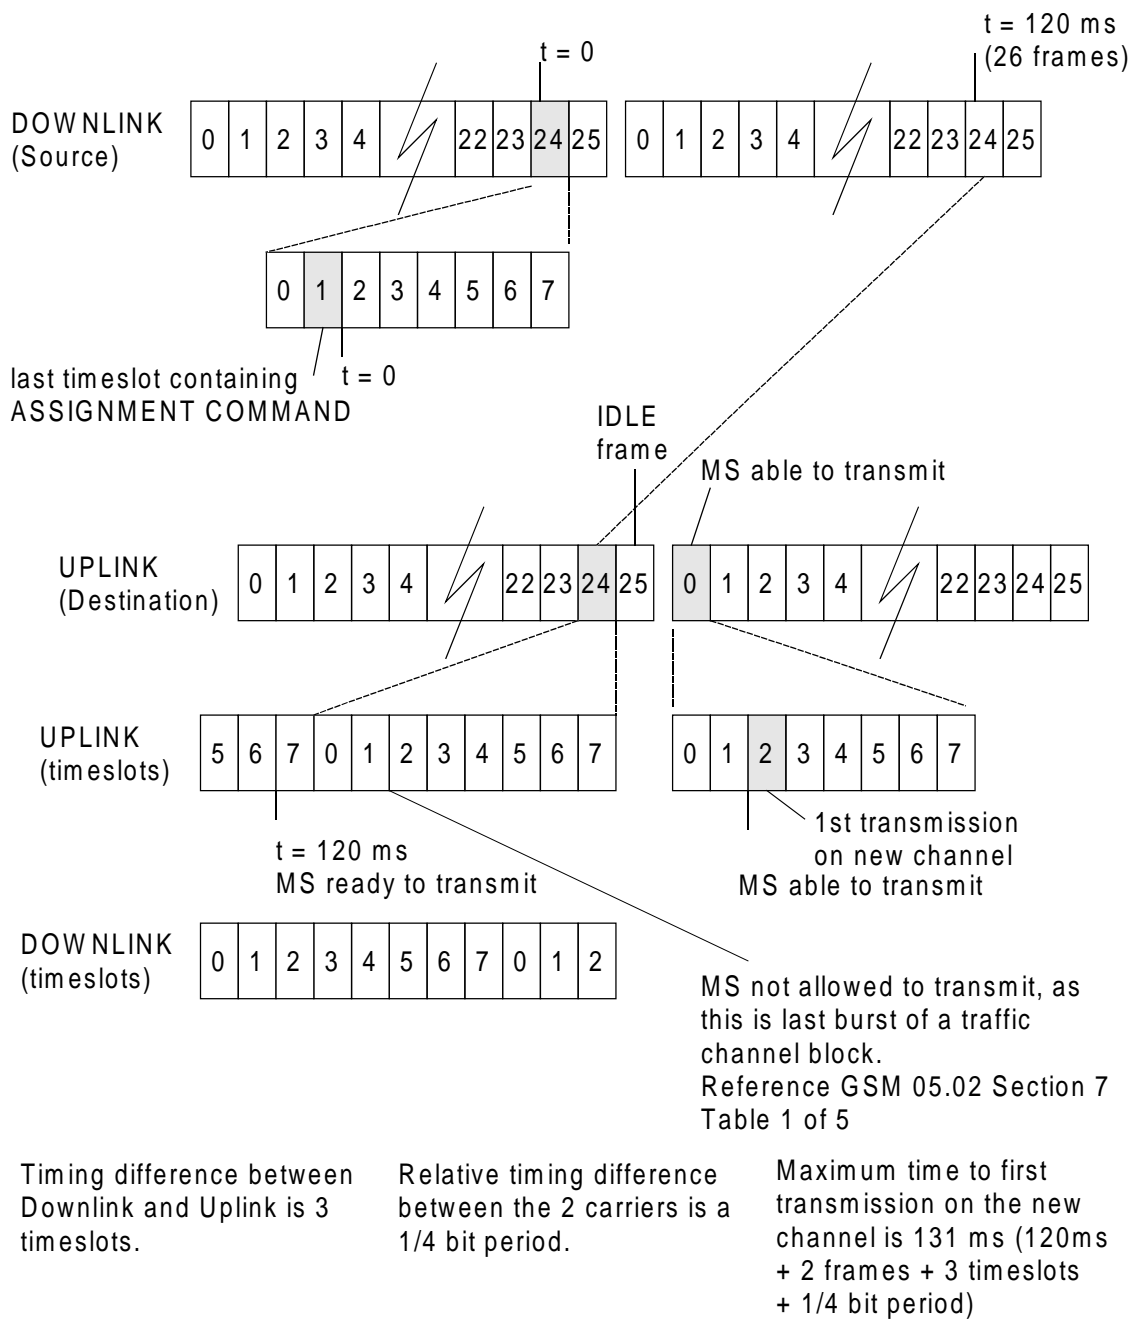 t = 120 ms
(26 frames)
t = 0
DOWNLINK
(Source)
0 1 2 3 4 22 23 24 25 0 1 2 3 4 22 23 24 25
0 1 2 3 4 5 6 7
last timeslot containing
ASSIGNMENT COMMAND
t = 0
IDLE
frame
MS able to transmit
UPLINK
(Destination)
0 1 2 3 4 22 23 24 25 0 1 2 3 4 22 23 24 25
UPLINK
(timeslots)
5 6 7 0 1 2 3 4 5 6 7 0 1 2 3 4 5 6 7
t = 120 ms
MS ready to transmit
1st transmission
on new channel
MS able to transmit
DOWNLINK
(timeslots)
0 1 2 3 4 5 6 7 0 1 2
MS not allowed to transmit, as
this is last burst of a traffic
channel block.
Reference GSM 05.02 Section 7
Table 1 of 5
Timing difference between
Downlink and Uplink is 3
timeslots.
Relative timing difference
between the 2 carriers is a
1/4 bit period.
Maximum time to first
transmission on the new
channel is 131 ms (120ms
+ 2 frames + 3 timeslots
+ 1/4 bit period)